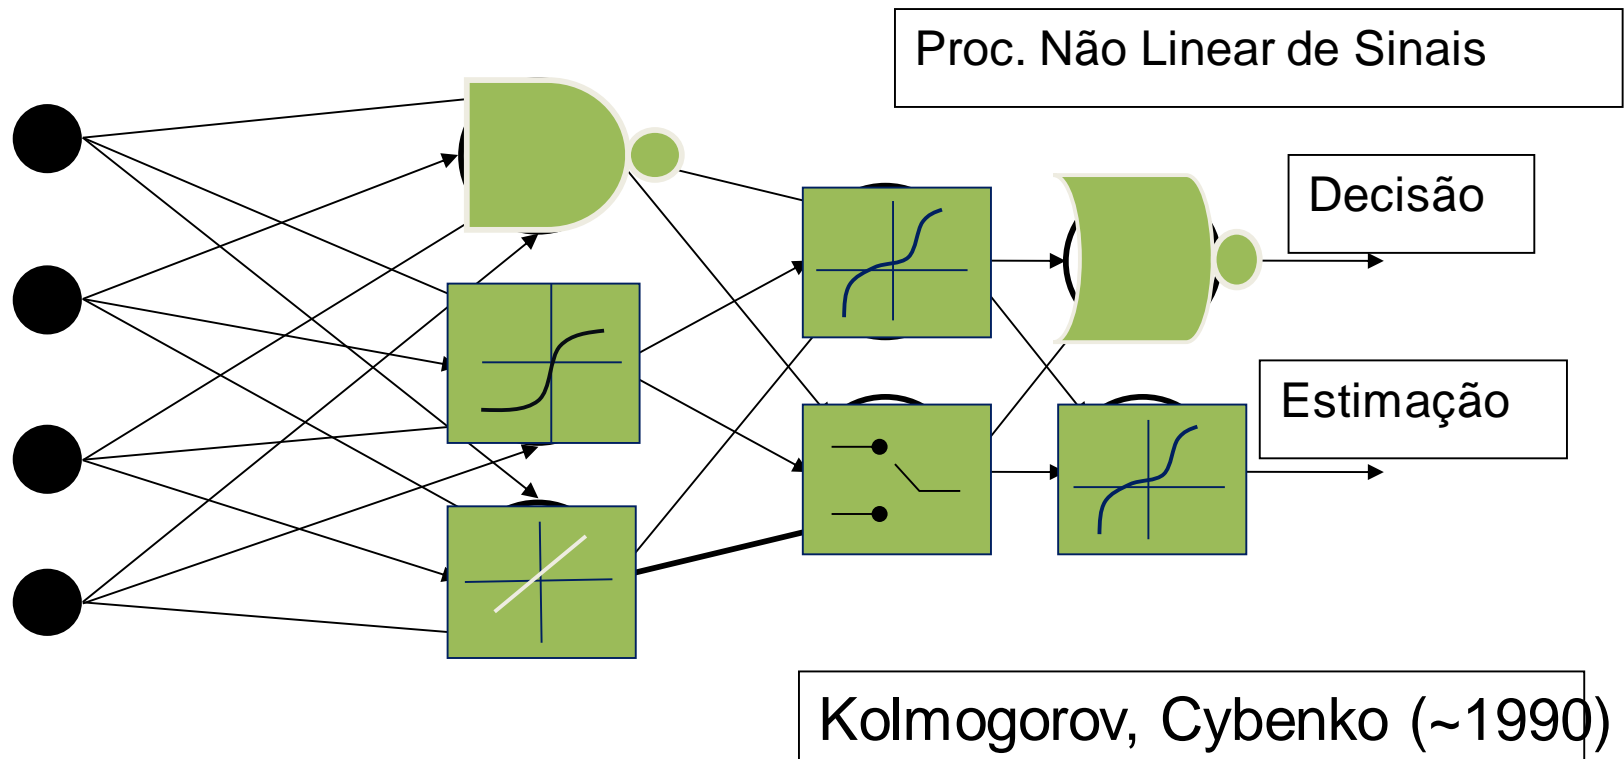 Proc. Não Linear de Sinais
Decisão
Estimação
Kolmogorov, Cybenko (~1990)